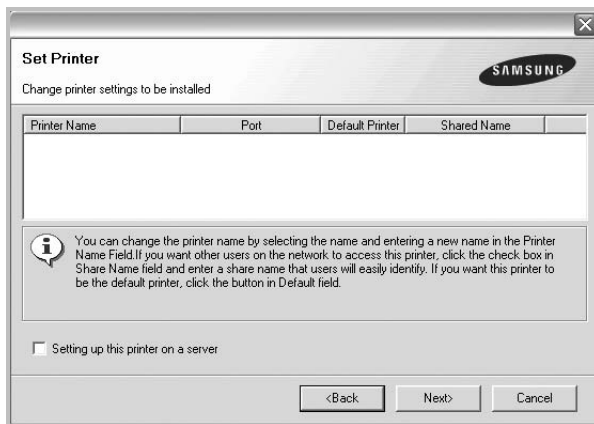 Set Printer
SAMSUNG
Change printer settings to be installed
Printer Name Port Default Printer Shared Name
You can change the printer name by selecting the name and entering a new name in the Printer
Name Field.If you want other users on the network to access this printer, click the check box in
Share Name field and enter a share name that users will easily identify. If you want this printer to
be the default printer, click the button in Default field.
Setting up this printer on a server
<Back Next> Cancel